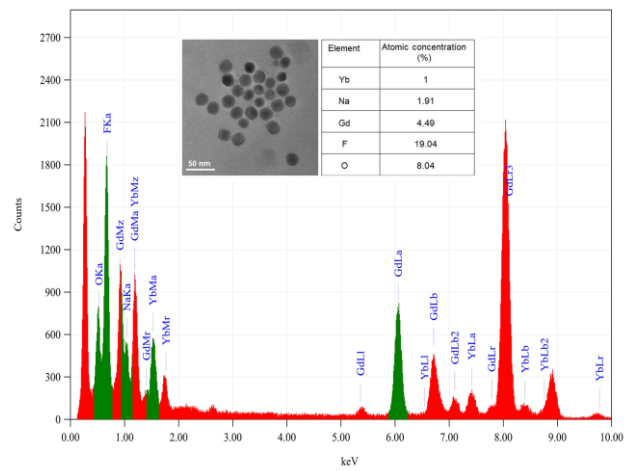 2700
2400
2100
1800
1500
1200
900
600
300
0
Counts
0.00 1.00 2.00 3.00 4.00 5.00 6.00 7.00 8.00 9.00 10.00
keV
OKa
FKa
GdMz
NaKa
GdMa YbMz
GdMr
YbMa
YbMr
GdLl
GdLa
YbLl
GdLb
GdLb2
YbLa
GdLr
GdLr3
YbLb
YbLb2
YbLr
50 nm
Element Atomic concentration
(%)
Yb 1
Na 1.91
Gd 4.49
F 19.04
O 8.04